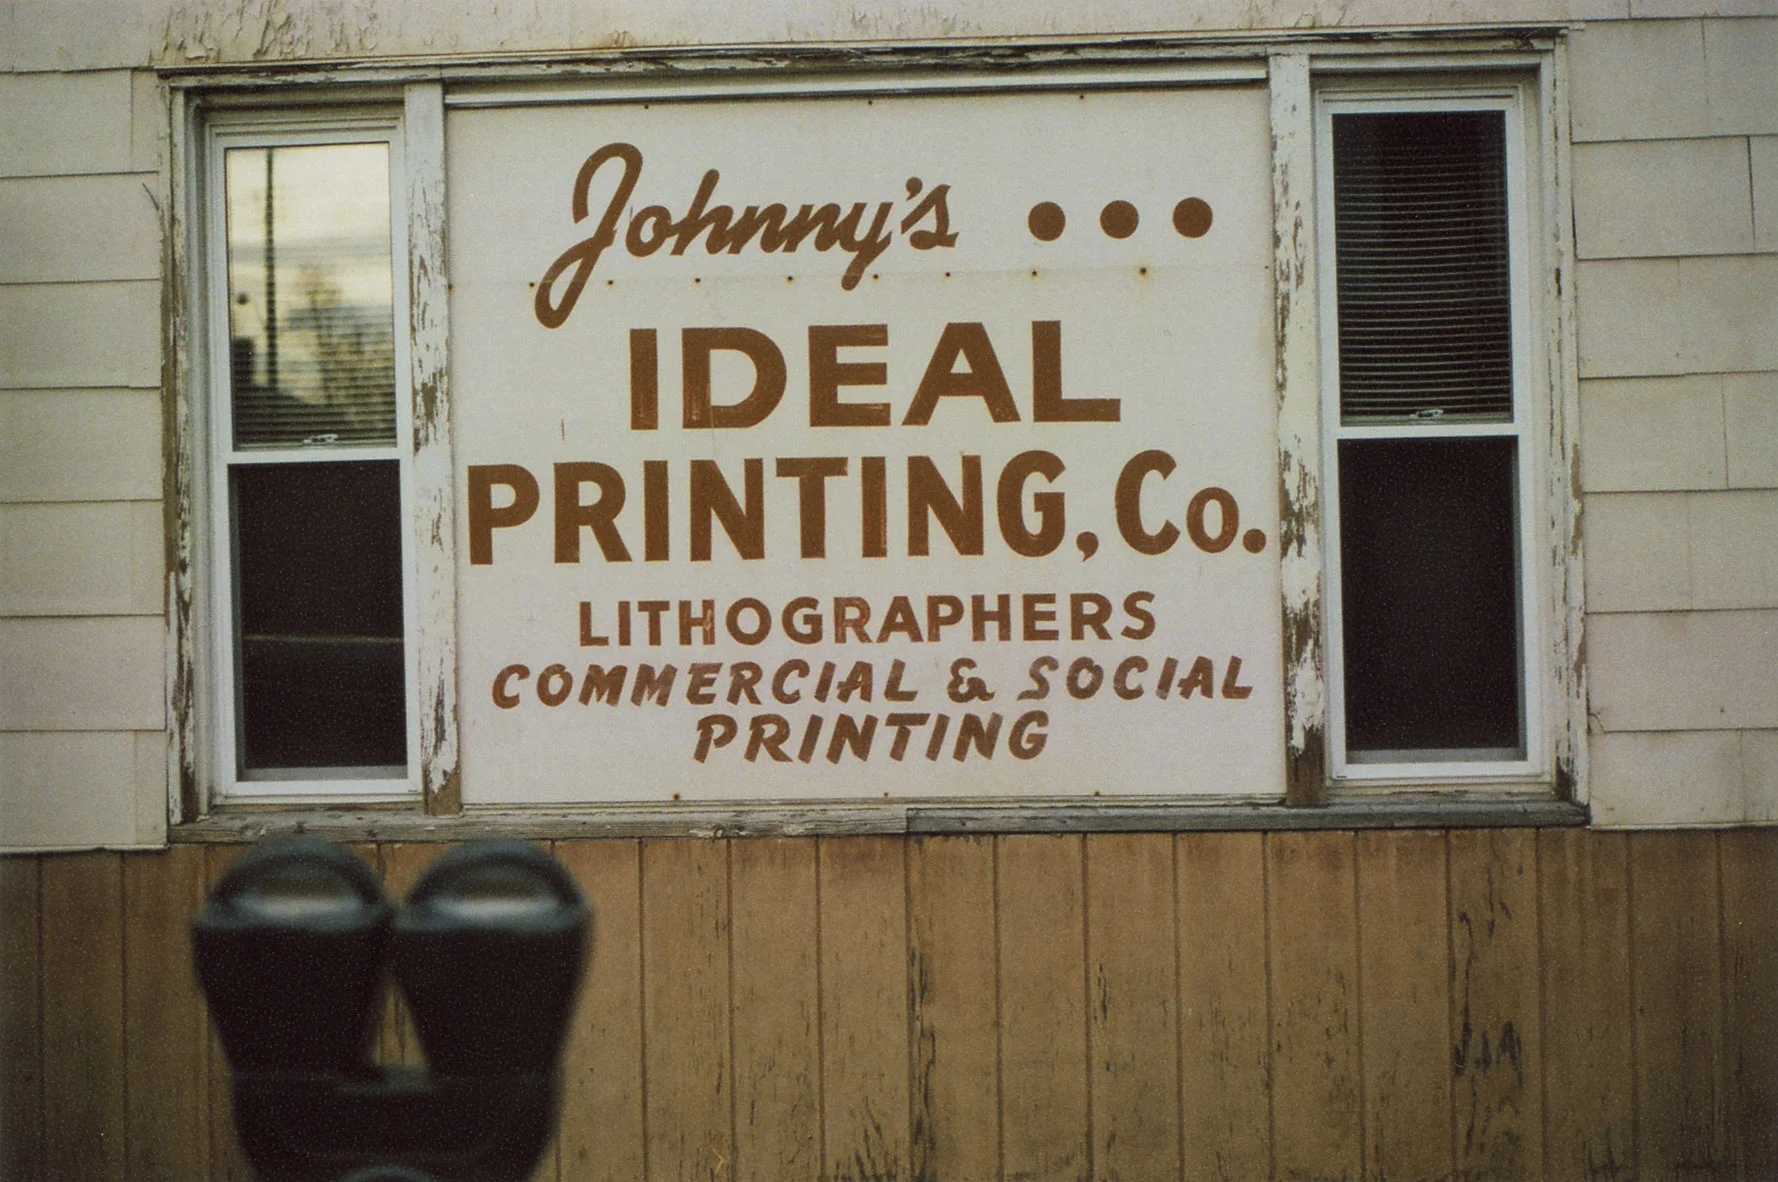 Johnny's ...
IDEAL
PRINTING, Co.
LITHOGRAPHERS
COMMERCIAL & SOCIAL
PRINTING